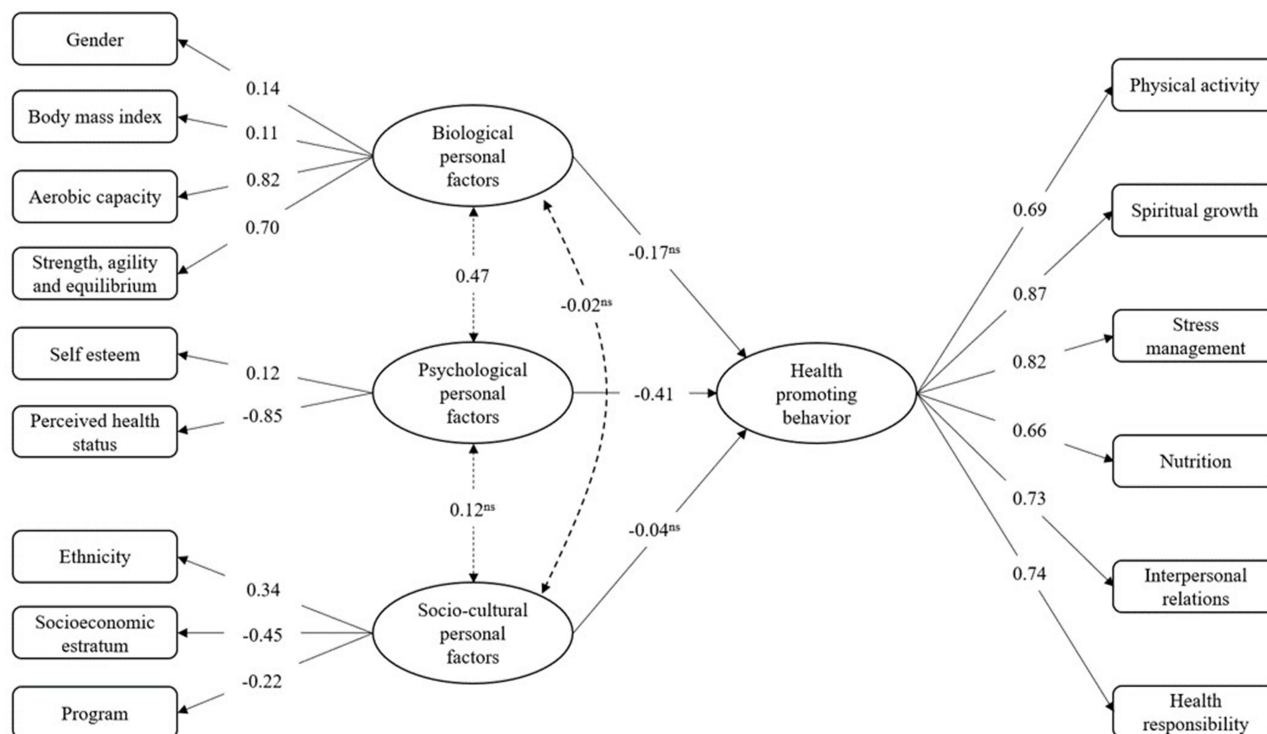 Gender
Body mass index
Aerobic capacity
Strength, agility
and equilibrium
Self esteem
Perceived health
status
Ethnicity
Socioeconomic
estratum
Program
0.14
0.11
0.82
0.70
0.12
-0.85
0.34
-0.45
-0.22
Biological
personal
factors
0.47
-0.02ⁿˢ
Psychological
personal
factors
0.12ⁿˢ
Socio-cultural
personal
factors
-0.17ⁿˢ
-0.41
-0.04ⁿˢ
Health
promoting
behavior
0.69
0.87
0.82
0.66
0.73
0.74
Physical activity
Spiritual growth
Stress
management
Nutrition
Interpersonal
relations
Health
responsibility